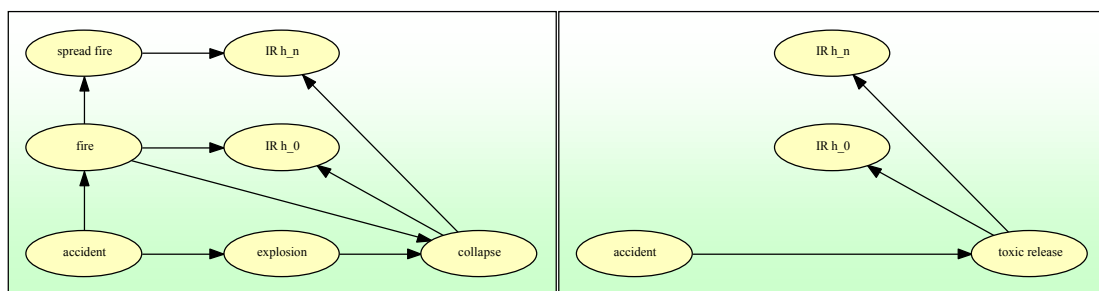 spread fire
IR h_n
fire
IR h_0
accident
explosion
collapse
IR h_n
IR h_0
accident
toxic release